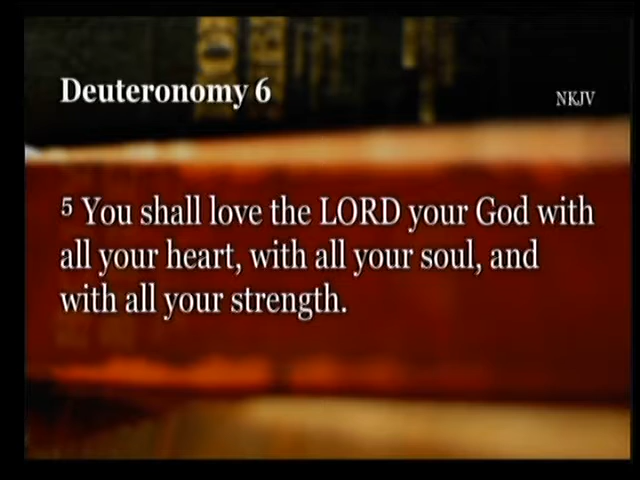 Deuteronomy 6
NKJV
5 You shall love the LORD your God with
all your heart, with all your soul, and
with all your strength.